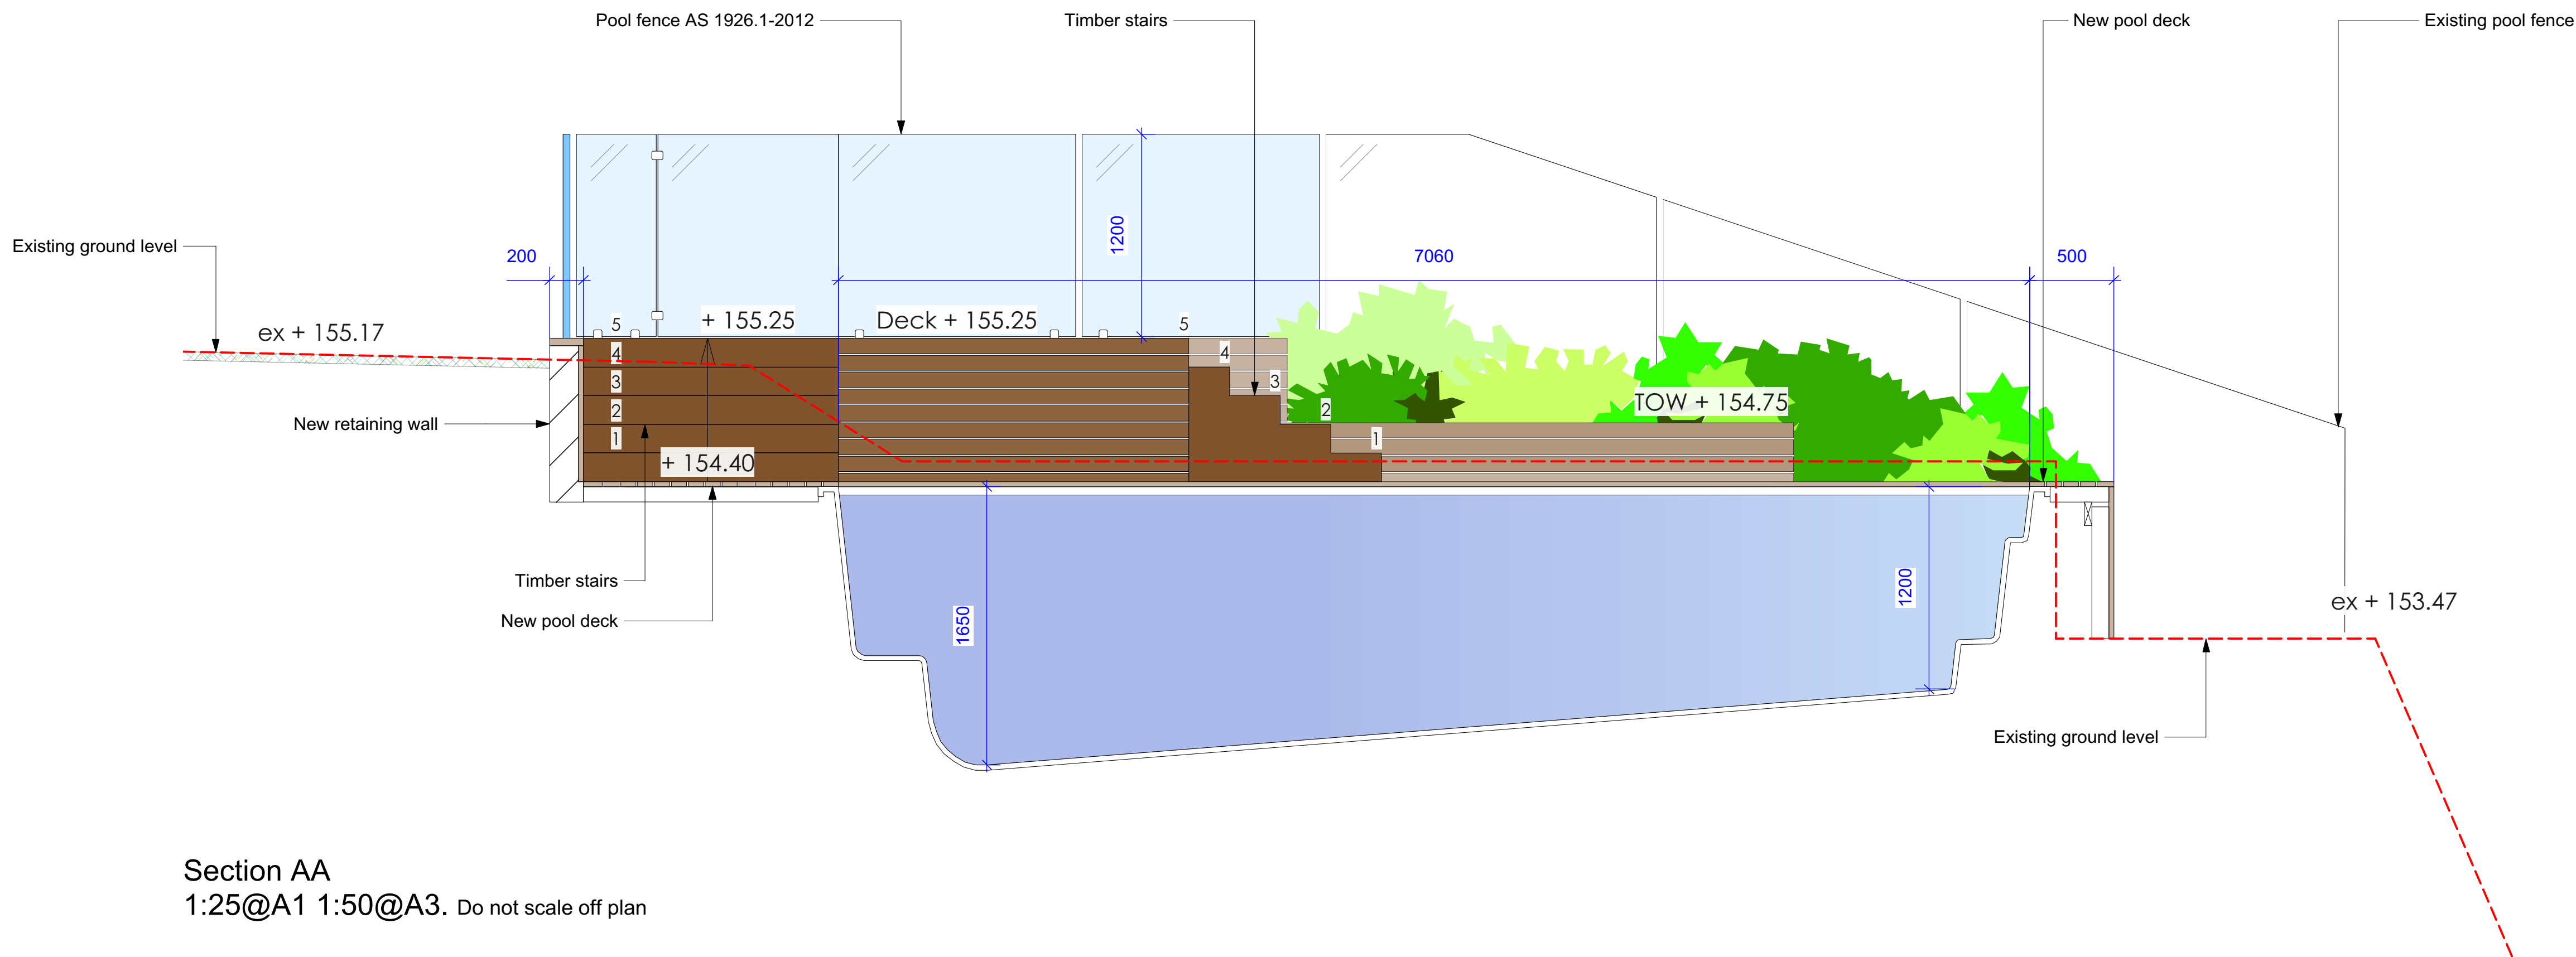 Pool fence AS 1926.1-2012
Timber stairs
New pool deck
Existing pool fence
Existing ground level
200
1200
7060
500
ex + 155.17
5
+ 155.25
Deck + 155.25
5
4
4
3
3
2
2
TOW + 154.75
New retaining wall
1
1
+ 154.40
Timber stairs
New pool deck
1650
1200
ex + 153.47
Existing ground level
Section AA
1:25@A1 1:50@A3. Do not scale off plan